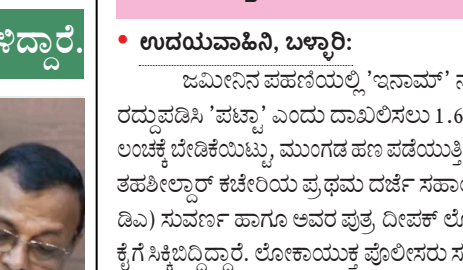 ಳಿದ್ದಾರೆ.
• ಉದಯವಾಹಿನಿ, ಬಳ್ಳಾರಿ:
ಜಮೀನಿನ ಪಹಣಿಯಲ್ಲಿ 'ಇನಾಮ್'
ರದ್ದುಪಡಿಸಿ 'ಪಟ್ಟಾ' ಎಂದು ದಾಖಲಿಸಲು 1.6
ಲಂಚಕ್ಕೆ ಬೇಡಿಕೆಯಿಟ್ಟು, ಮುಂಗಡ ಹಣ ಪಡೆಯುತ್ತಿ
ತಹಶೀಲ್ದಾರ್ ಕಚೇರಿಯ ಪ್ರಥಮ ದರ್ಜೆ ಸಹಾ
ಡಿಎ) ಸುವರ್ಣ ಹಾಗೂ ಅವರ ಪುತ್ರ ದೀಪಕ್ ಲೋ
ಕೈಗೆ ಸಿಕ್ಕಿಬಿದ್ದಿದ್ದಾರೆ. ಲೋಕಾಯುಕ್ತ ಪೊಲೀಸರು ಸ